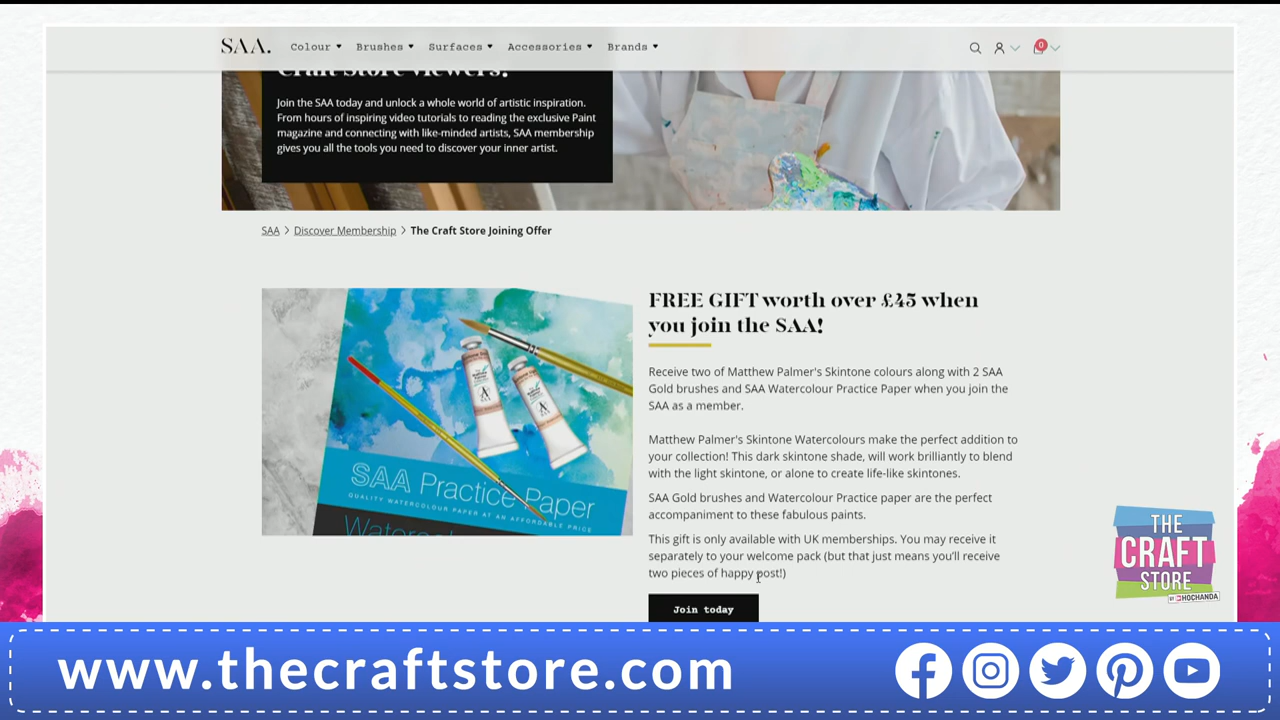 SAA.
Colour
Brushes
Surfaces
Accessories
Brands
0
Craft Store viewers!
Join the SAA today and unlock a whole world of artistic inspiration.
From hours of inspiring video tutorials to reading the exclusive Paint
magazine and connecting with like-minded artists, SAA membership
gives you all the tools you need to discover your inner artist.
SAA > Discover Membership > The Craft Store Joining Offer
FREE GIFT worth over £45 when
you join the SAA!
Receive two of Matthew Palmer's Skintone colours along with 2 SAA
Gold brushes and SAA Watercolour Practice Paper when you join the
SAA as a member.
Matthew Palmer's Skintone Watercolours make the perfect addition to
your collection! This dark skintone shade, will work brilliantly to blend
with the light skintone, or alone to create life-like skintones.
SAA Gold brushes and Watercolour Practice paper are the perfect
accompaniment to these fabulous paints.
This gift is only available with UK memberships. You may receive it
separately to your welcome pack (but that just means you'll receive
two pieces of happy post!)
Join today
SAA Practice Paper
QUALITY WATERCOLOUR PAPER AT AN AFFORDABLE PRICE
THE
CRAFT
STORE
BY HOCHANDA
www.thecraftstore.com